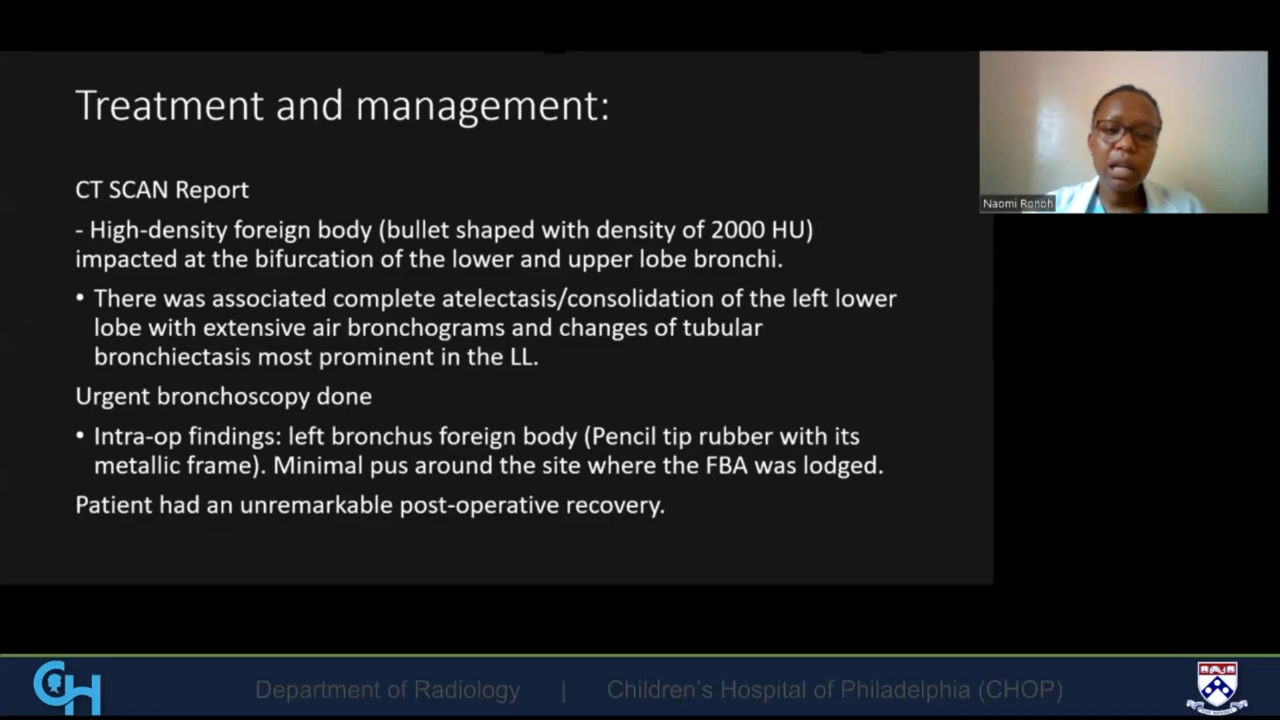 Treatment and management:
CT SCAN Report
- High-density foreign body (bullet shaped with density of 2000 HU)
impacted at the bifurcation of the lower and upper lobe bronchi.
• There was associated complete atelectasis/consolidation of the left lower
lobe with extensive air bronchograms and changes of tubular
bronchiectasis most prominent in the LL.
Urgent bronchoscopy done
• Intra-op findings: left bronchus foreign body (Pencil tip rubber with its
metallic frame). Minimal pus around the site where the FBA was lodged.
Patient had an unremarkable post-operative recovery.
Naomi Ronoh
CH
Department of Radiology | Children's Hospital of Philadelphia (CHOP)